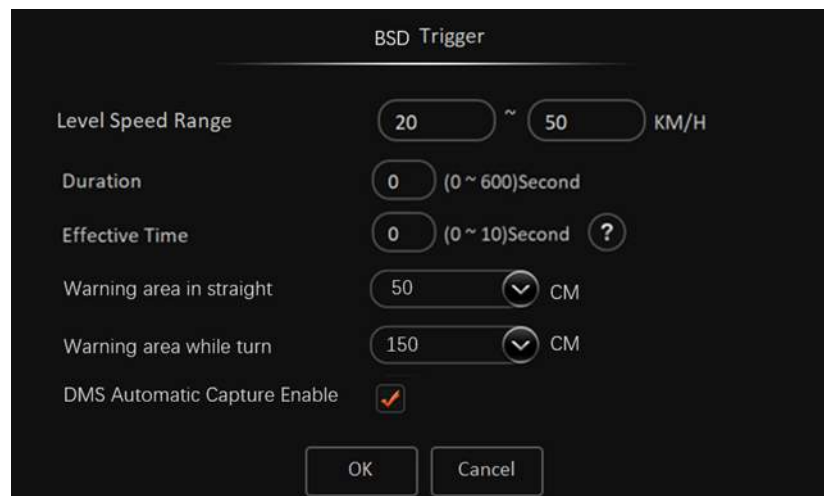 BSD Trigger
Level Speed Range 20 ~ 50 KM/H
Duration 0 (0 ~ 600)Second
Effective Time 0 (0 ~ 10)Second ?
Warning area in straight 50 CM
Warning area while turn 150 CM
DMS Automatic Capture Enable
OK Cancel